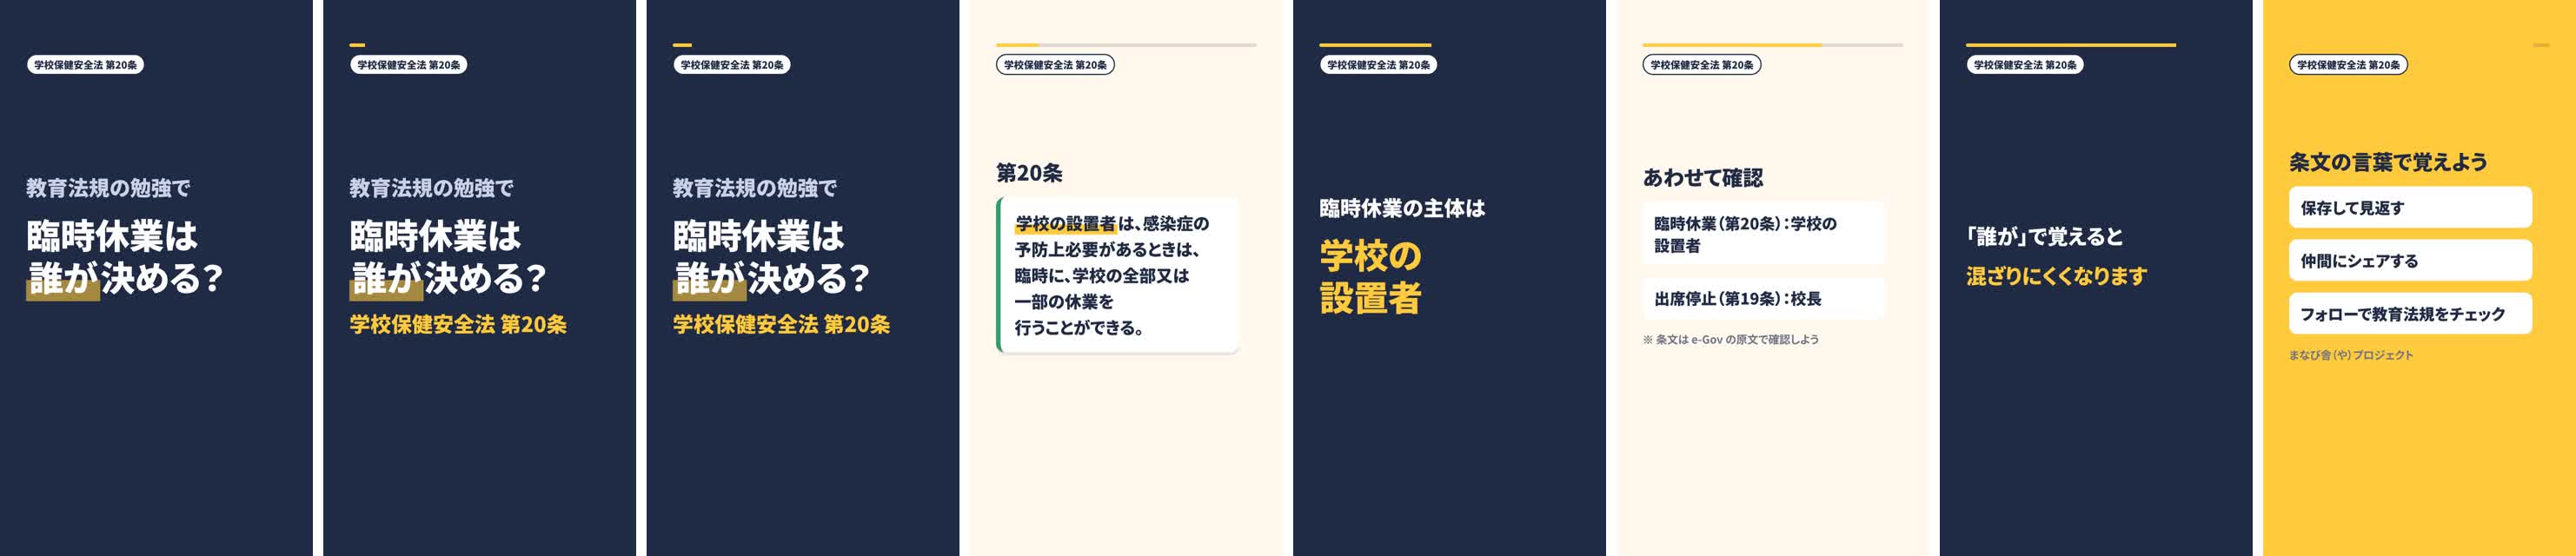 学校保健安全法 第20条
教育法規の勉強で
臨時休業は
誰が決める？
学校保健安全法 第20条
教育法規の勉強で
臨時休業は
誰が決める？
学校保健安全法 第20条
学校保健安全法 第20条
教育法規の勉強で
臨時休業は
誰が決める？
学校保健安全法 第20条
学校保健安全法 第20条
第20条
学校の設置者は、感染症の
予防上必要があるときは、
臨時に、学校の全部又は
一部の休業を
行うことができる。
学校保健安全法 第20条
臨時休業の主体は
学校の
設置者
学校保健安全法 第20条
あわせて確認
臨時休業（第20条）：学校の
設置者
出席停止（第19条）：校長
※ 条文は e-Gov の原文で確認しよう
学校保健安全法 第20条
「誰が」で覚えると
混ざりにくくなります
学校保健安全法 第20条
条文の言葉で覚えよう
保存して見返す
仲間にシェアする
フォローで教育法規をチェック
まなび舎（や）プロジェクト